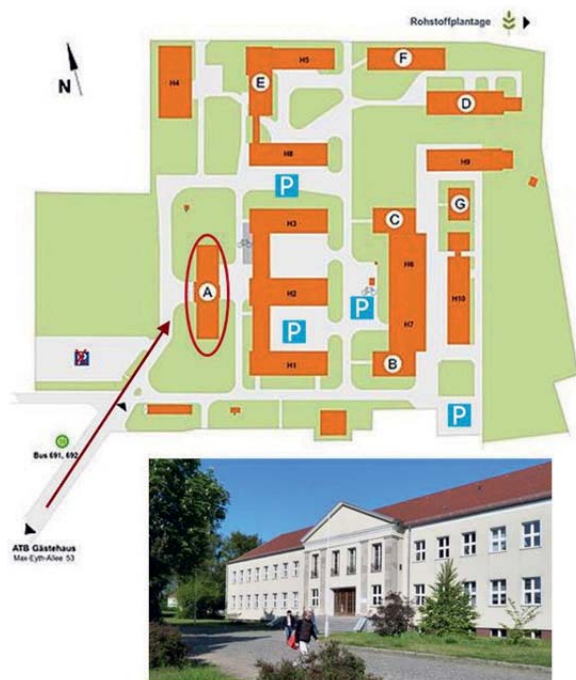 Rohstoffplantage
N
H4
E
H5
F
D
H8
H9
P
G
C
H3
A
H6
H2
P
H10
P
H7
H1
B
P
P
Bus 691, 692
ATB Gästehaus
Max-Eyth-Allee 53